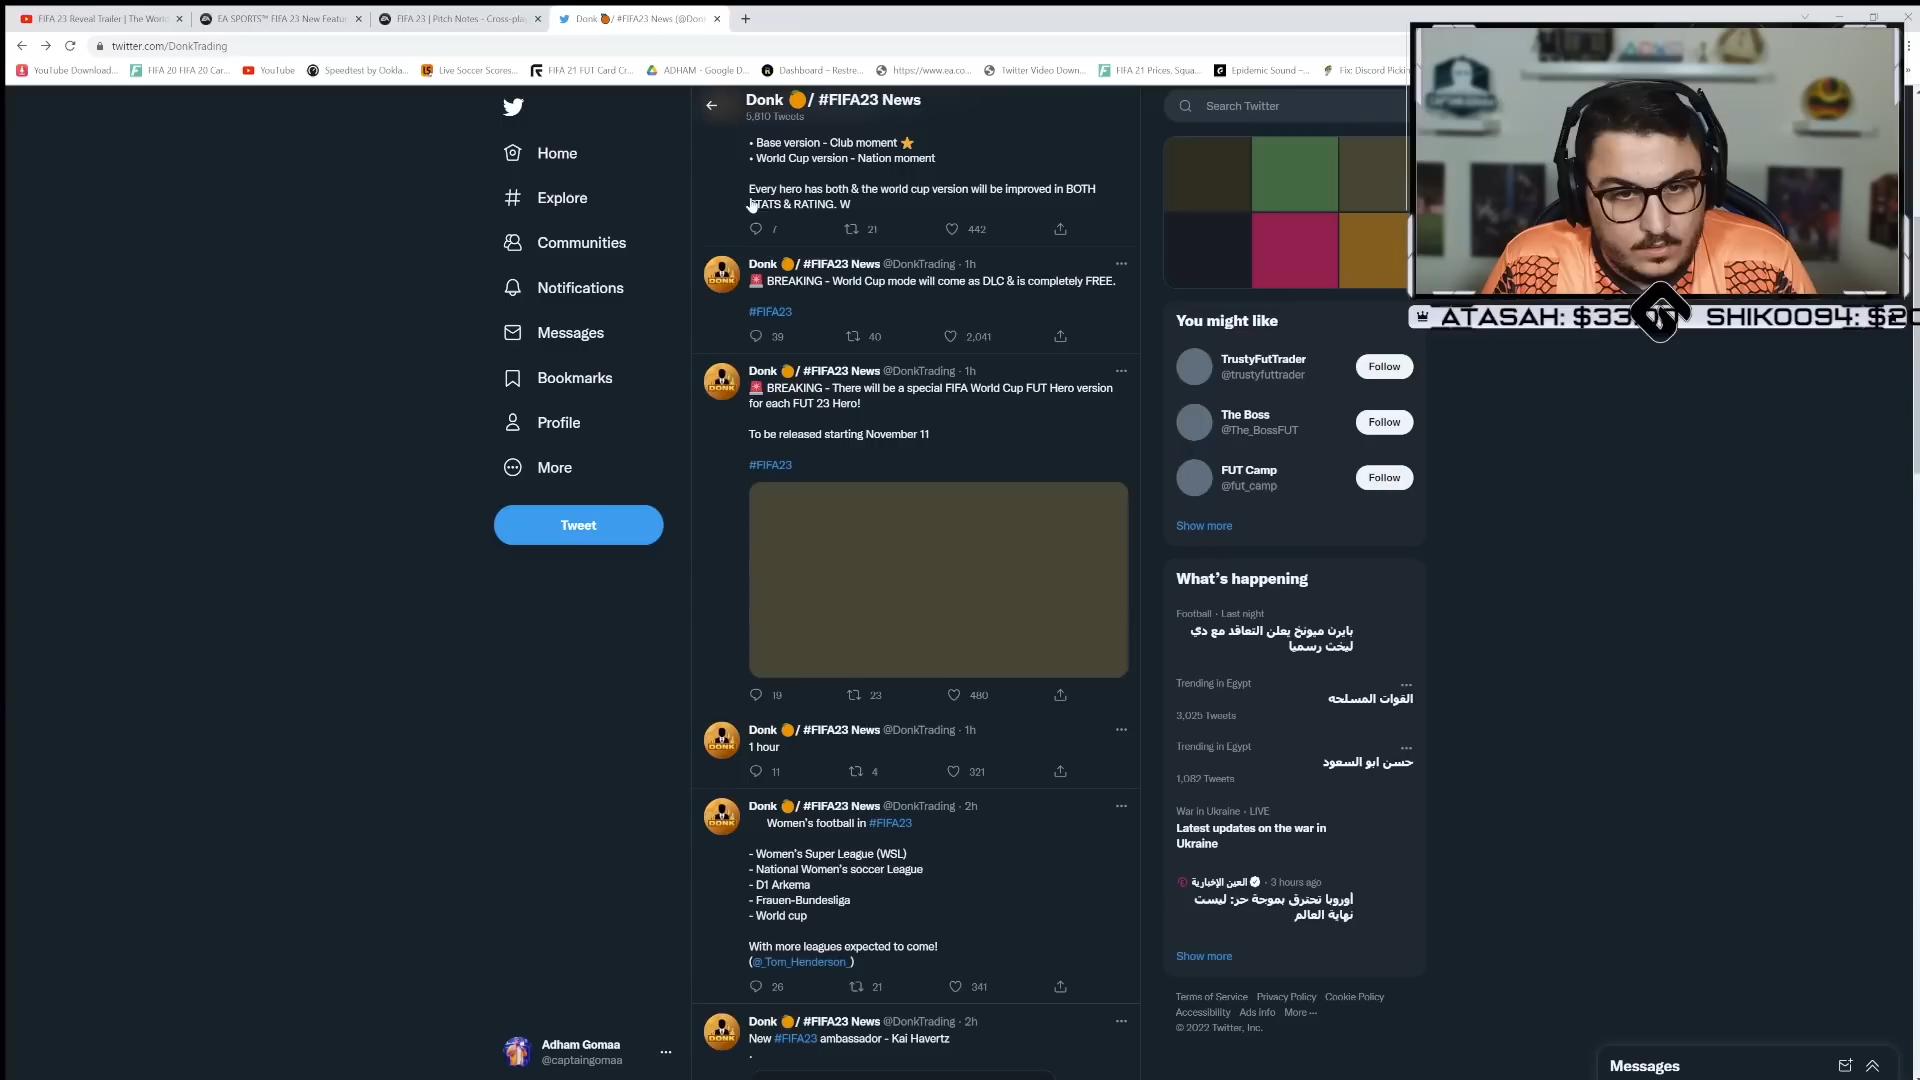 FIFA 23 Reveal Trailer | The World
EA SPORTS™ FIFA 23 New Featur
FIFA 23 | Pitch Notes - Cross-pla
Donk / #FIFA23 News (@Don
twitter.com/DonkTrading
YouTube Download...
FIFA 20 FIFA 20 Car...
YouTube
Speedtest by Ookla...
Live Soccer Scores...
FIFA 21 FUT Card Cr...
ADHAM - Google D...
Dashboard – Restre...
https://www.ea.co...
Twitter Video Down...
FIFA 21 Prices, Squa...
Epidemic Sound –...
Fix: Discord Pickin
Home
Explore
Communities
Notifications
Messages
Bookmarks
Profile
More
Tweet
Adham Gomaa
@captaingomaa
Donk / #FIFA23 News
5,810 Tweets
• Base version - Club moment
• World Cup version - Nation moment
Every hero has both & the world cup version will be improved in BOTH
STATS & RATING. W
7 21 442
Donk / #FIFA23 News @DonkTrading · 1h
BREAKING - World Cup mode will come as DLC & is completely FREE.
#FIFA23
39 40 2,041
Donk / #FIFA23 News @DonkTrading · 1h
BREAKING - There will be a special FIFA World Cup FUT Hero version
for each FUT 23 Hero!
To be released starting November 11
#FIFA23
19 23 480
Donk / #FIFA23 News @DonkTrading · 1h
1 hour
11 4 321
Donk / #FIFA23 News @DonkTrading · 2h
Women's football in #FIFA23
- Women's Super League (WSL)
- National Women's soccer League
- D1 Arkema
- Frauen-Bundesliga
- World cup
With more leagues expected to come!
(@_Tom_Henderson_)
26 21 341
Donk / #FIFA23 News @DonkTrading · 2h
New #FIFA23 ambassador - Kai Havertz
.
Search Twitter
ATASAH: $33 SHIK0094: $20
You might like
TrustyFutTrader
@trustyfuttrader
Follow
The Boss
@The_BossFUT
Follow
FUT Camp
@fut_camp
Follow
Show more
What's happening
Football · Last night
بايرن ميونخ يعلن التعاقد مع دي
ليخت رسميا
Trending in Egypt
القوات المسلحه
3,025 Tweets
Trending in Egypt
حسن ابو السعود
1,082 Tweets
War in Ukraine · LIVE
Latest updates on the war in
Ukraine
العين الإخبارية · 3 hours ago
أوروبا تحترق بموجة حر: ليست
نهاية العالم
Show more
Terms of Service Privacy Policy Cookie Policy
Accessibility Ads info More ···
© 2022 Twitter, Inc.
Messages